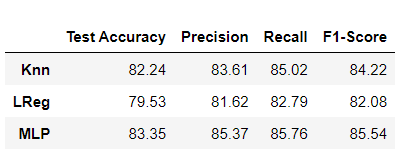 Test Accuracy Precision Recall F1-Score
Knn 82.24 83.61 85.02 84.22
LReg 79.53 81.62 82.79 82.08
MLP 83.35 85.37 85.76 85.54